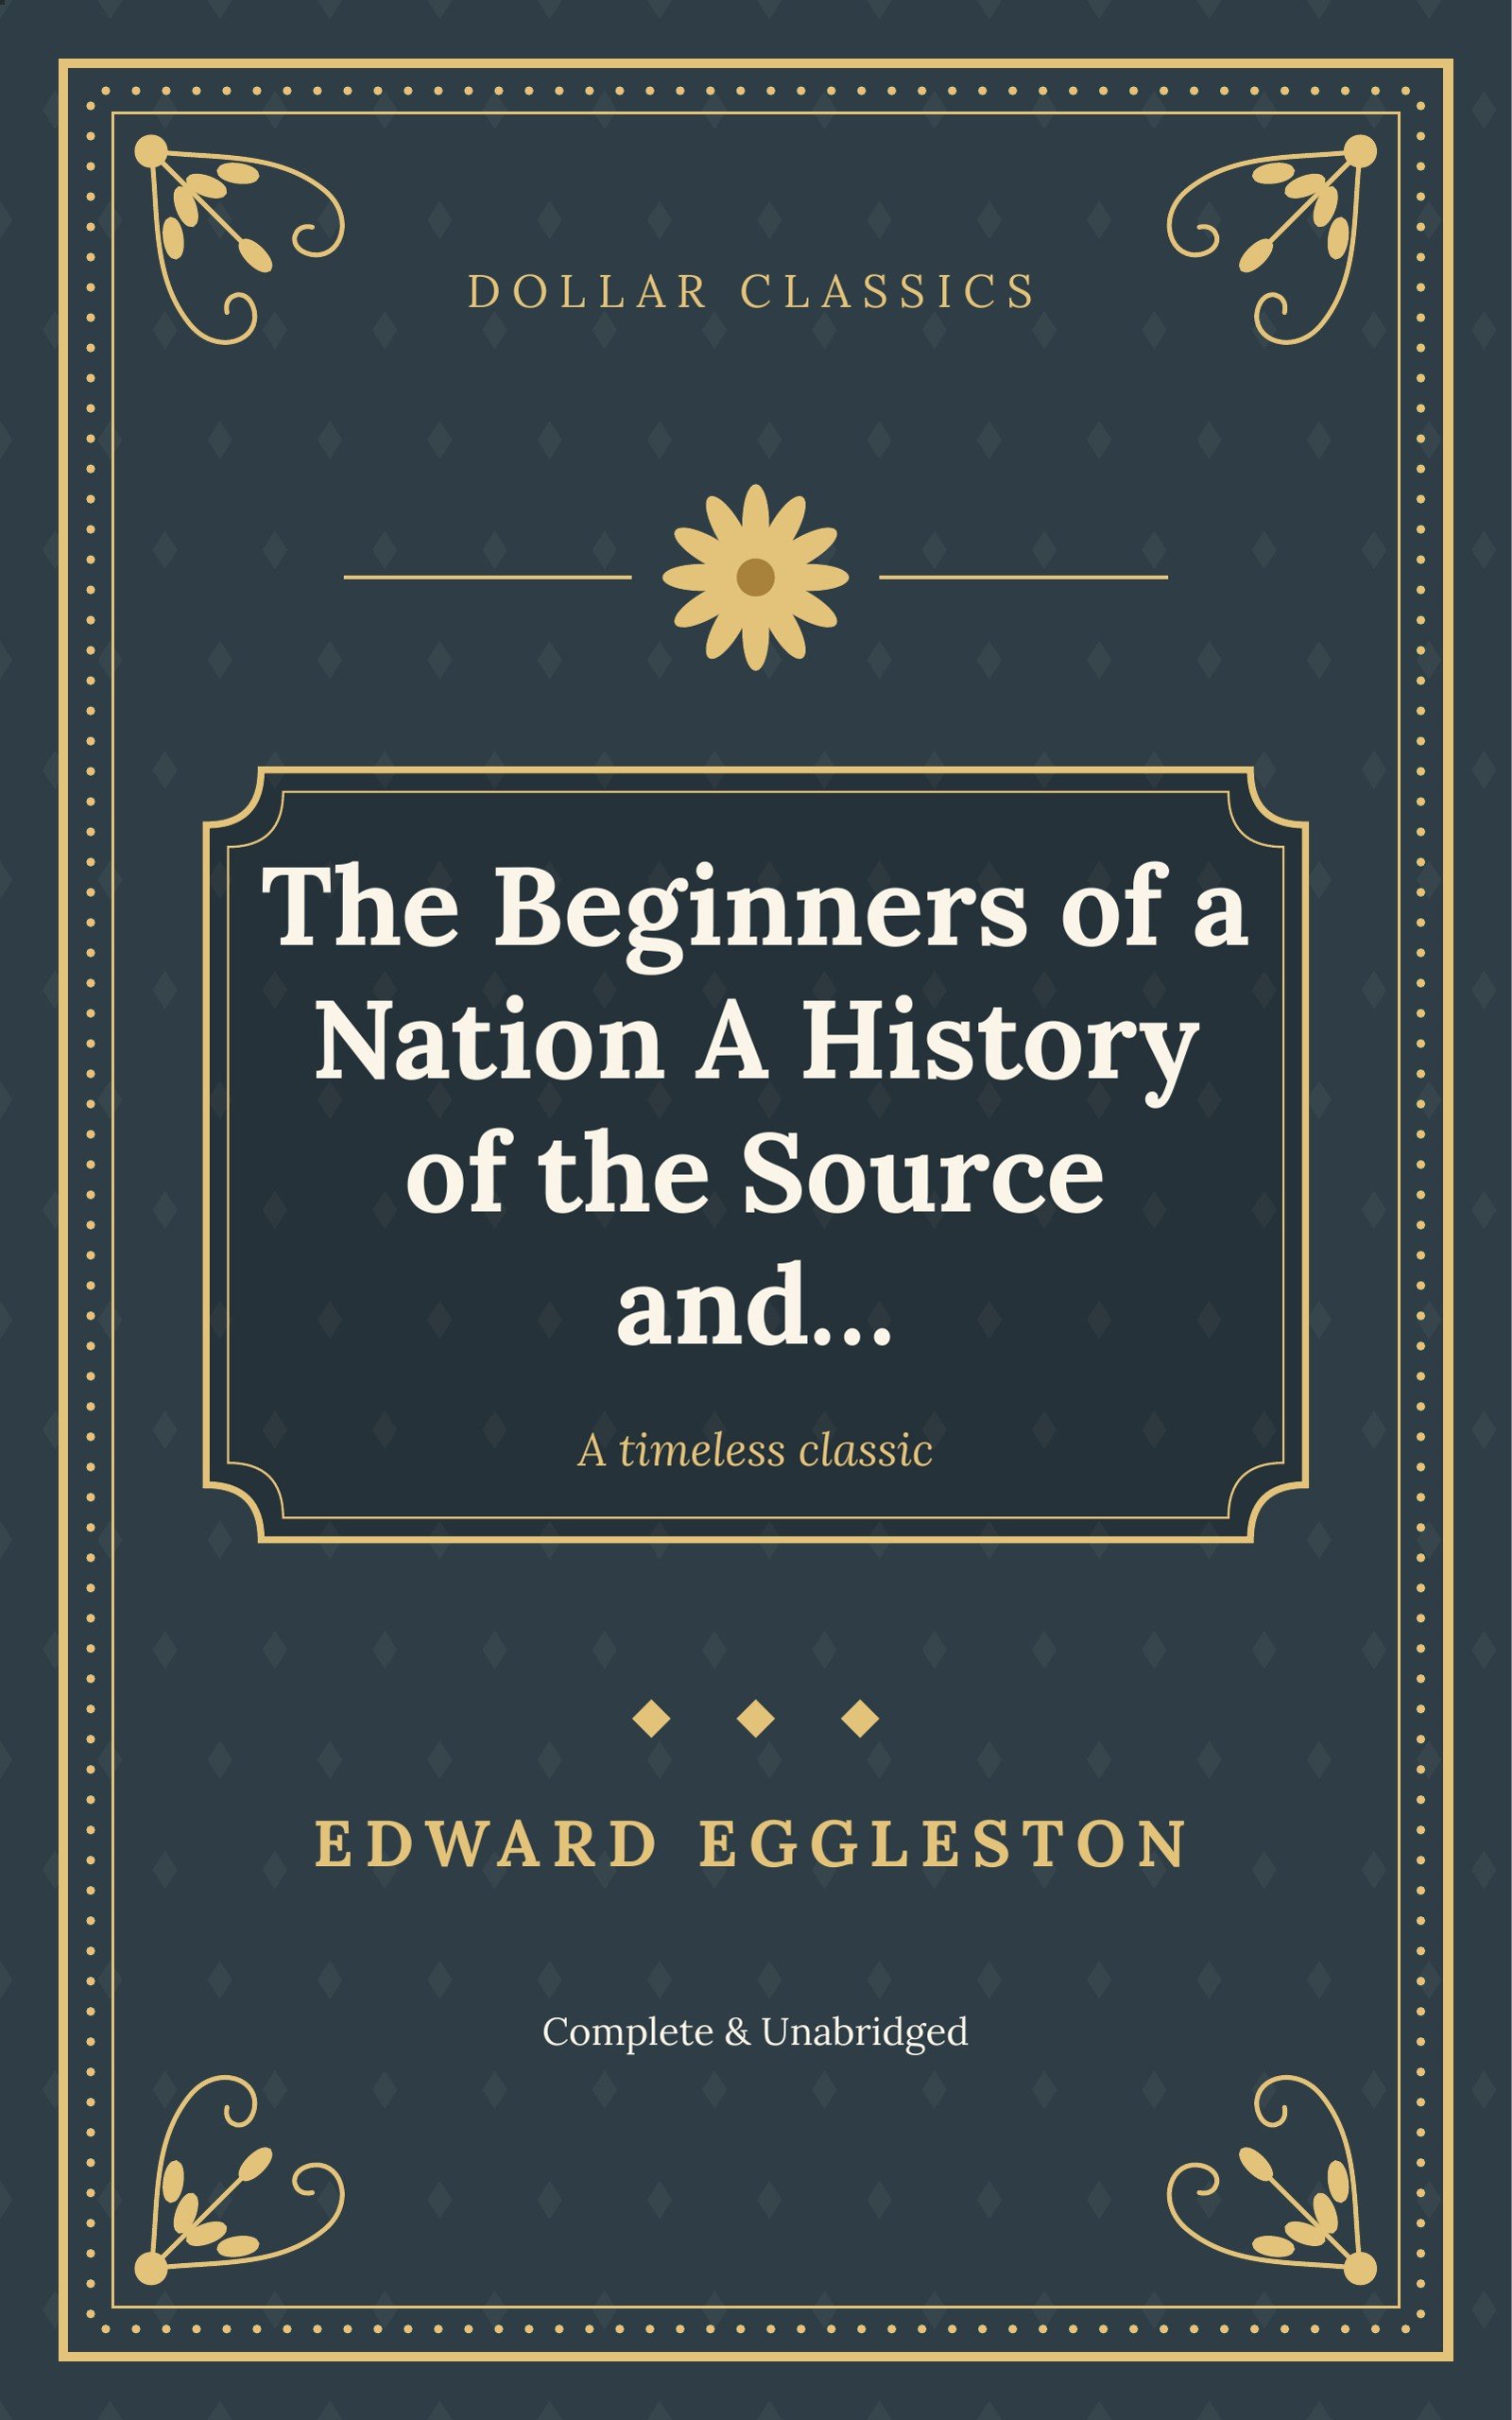 DOLLAR CLASSICS
The Beginners of a
Nation A History
of the Source
and...
A timeless classic
EDWARD EGGLESTON
Complete & Unabridged